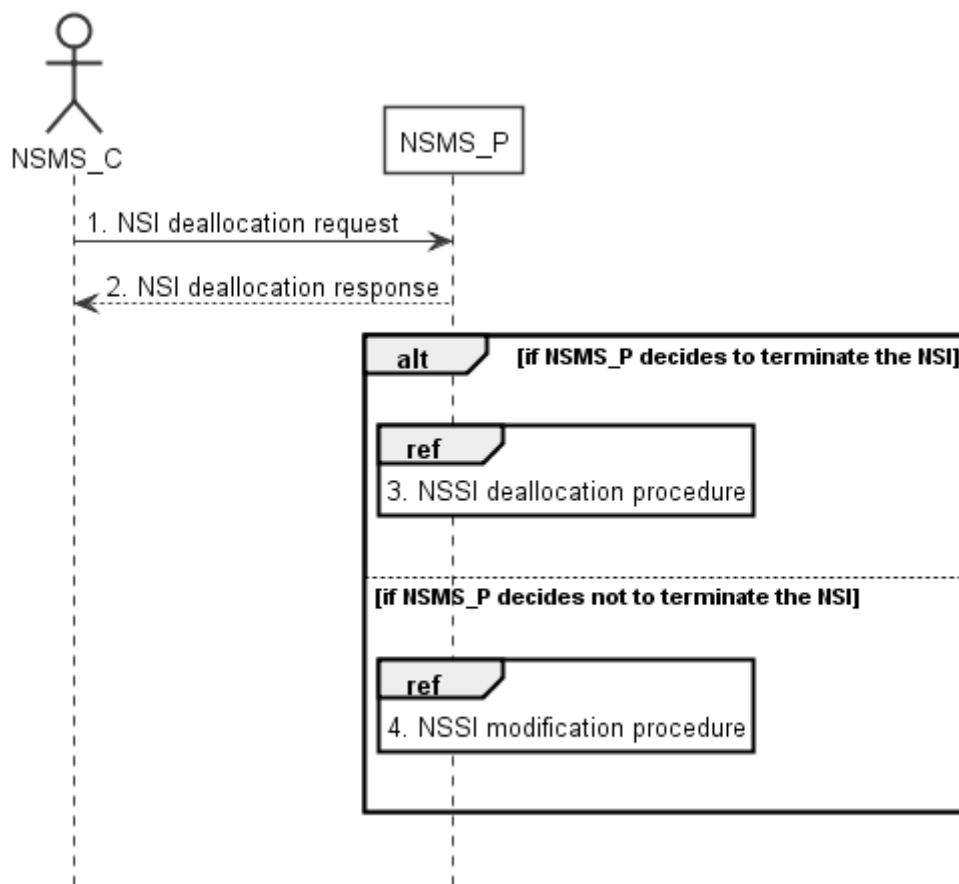 NSMS_C
NSMS_P
1. NSI deallocation request
2. NSI deallocation response
alt
[if NSMS_P decides to terminate the NSI]
ref
3. NSSI deallocation procedure
[if NSMS_P decides not to terminate the NSI]
ref
4. NSSI modification procedure